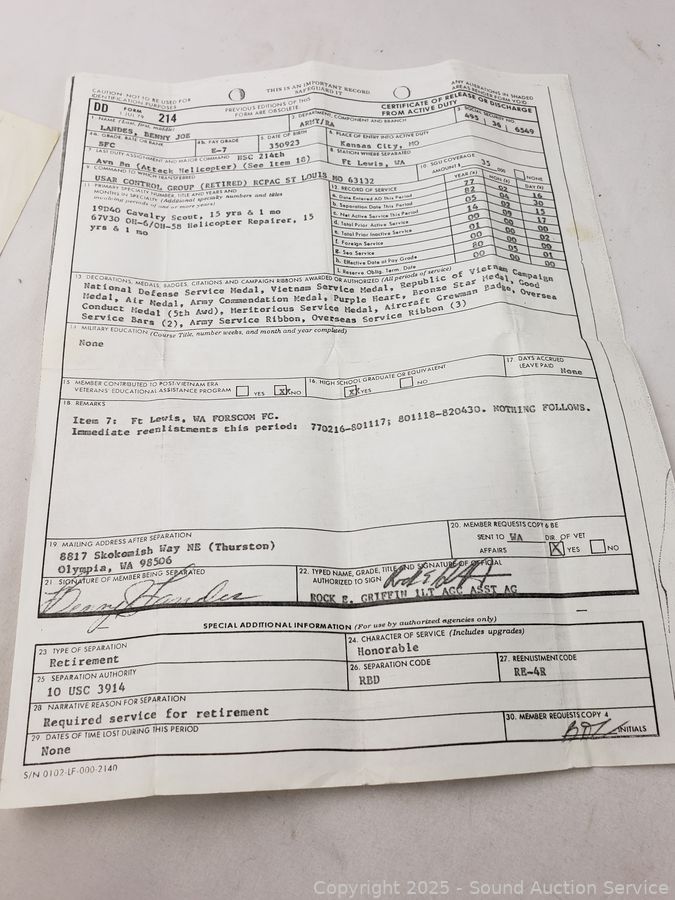 CAUTION: NOT TO BE USED FOR IDENTIFICATION PURPOSES
THIS IS AN IMPORTANT RECORD SAFEGUARD IT
ANY ALTERATIONS IN SHADED AREAS RENDER FORM VOID
DD FORM 1 JUL 79 214
PREVIOUS EDITIONS OF THIS FORM ARE OBSOLETE.
CERTIFICATE OF RELEASE OR DISCHARGE FROM ACTIVE DUTY
1. NAME (Last, first, middle)
LANDES, BENNY JOE
2. DEPARTMENT, COMPONENT AND BRANCH
ARMY/RA
3. SOCIAL SECURITY NO
495 | 36 | 6549
4a. GRADE, RATE OR RANK
SFC
4b. PAY GRADE
E-7
5. DATE OF BIRTH
350923
6. PLACE OF ENTRY INTO ACTIVE DUTY
Kansas City, MO
7. LAST DUTY ASSIGNMENT AND MAJOR COMMAND HSC 214th
Avn Bn (Attack Helicopter) (See Item 18)
8. STATION WHERE SEPARATED
Ft Lewis, WA
9. COMMAND TO WHICH TRANSFERRED
USAR CONTROL GROUP (RETIRED) RCPAC ST LOUIS MO 63132
10. SGLI COVERAGE
AMOUNT $ 35 ,000 NONE
11. PRIMARY SPECIALTY NUMBER, TITLE AND YEARS AND MONTHS IN SPECIALTY (Additional specialty numbers and titles involving periods of one or more years)
19D40 Cavalry Scout, 15 yrs & 1 mo
67V30 OH-6/OH-58 Helicopter Repairer, 15
yrs & 1 mo
12. RECORD OF SERVICE YEAR (s) MON (s) DAY (s)
a. Date Entered AD This Period 77 02 16
b. Separation Date This Period 82 04 30
c. Net Active Service This Period 05 02 15
d. Total Prior Active Service 14 09 17
e. Total Prior Inactive Service 00 00 00
f. Foreign Service 01 00 02
g. Sea Service 00 00 00
h. Effective Date of Pay Grade 80 05 01
i. Reserve Oblig. Term. Date 00 00 00
13. DECORATIONS, MEDALS, BADGES, CITATIONS AND CAMPAIGN RIBBONS AWARDED OR AUTHORIZED (All periods of service)
National Defense Service Medal, Vietnam Service Medal, Republic of Vietnam Campaign
Medal, Air Medal, Army Commendation Medal, Purple Heart, Bronze Star Medal, Good
Conduct Medal (5th Awd), Meritorious Service Medal, Aircraft Crewman Badge, Oversea
Service Bars (2), Army Service Ribbon, Overseas Service Ribbon (3)
14. MILITARY EDUCATION (Course Title, number weeks, and month and year completed)
None
15. MEMBER CONTRIBUTED TO POST-VIETNAM ERA VETERANS' EDUCATIONAL ASSISTANCE PROGRAM YES X NO
16. HIGH SCHOOL GRADUATE OR EQUIVALENT
X YES NO
17. DAYS ACCRUED LEAVE PAID
None
18. REMARKS
Item 7: Ft Lewis, WA FORSCOM FC.
Immediate reenlistments this period: 770216-801117; 801118-820430. NOTHING FOLLOWS.
19. MAILING ADDRESS AFTER SEPARATION
8817 Skokomish Way NE (Thurston)
Olympia, WA 98506
20. MEMBER REQUESTS COPY 6 BE
SENT TO WA DIR. OF VET
AFFAIRS X YES NO
21. SIGNATURE OF MEMBER BEING SEPARATED
Benny J Landes
22. TYPED NAME, GRADE, TITLE AND SIGNATURE OF OFFICIAL AUTHORIZED TO SIGN
ROCK E. GRIFFIN 1LT AGC ASST AG
SPECIAL ADDITIONAL INFORMATION (For use by authorized agencies only)
23. TYPE OF SEPARATION
Retirement
24. CHARACTER OF SERVICE (Includes upgrades)
Honorable
25. SEPARATION AUTHORITY
10 USC 3914
26. SEPARATION CODE
RBD
27. REENLISTMENT CODE
RE-4R
28. NARRATIVE REASON FOR SEPARATION
Required service for retirement
29. DATES OF TIME LOST DURING THIS PERIOD
None
30. MEMBER REQUESTS COPY 4
BJL INITIALS
S/N 0102-LF-000-2140
Copyright 2025 - Sound Auction Service